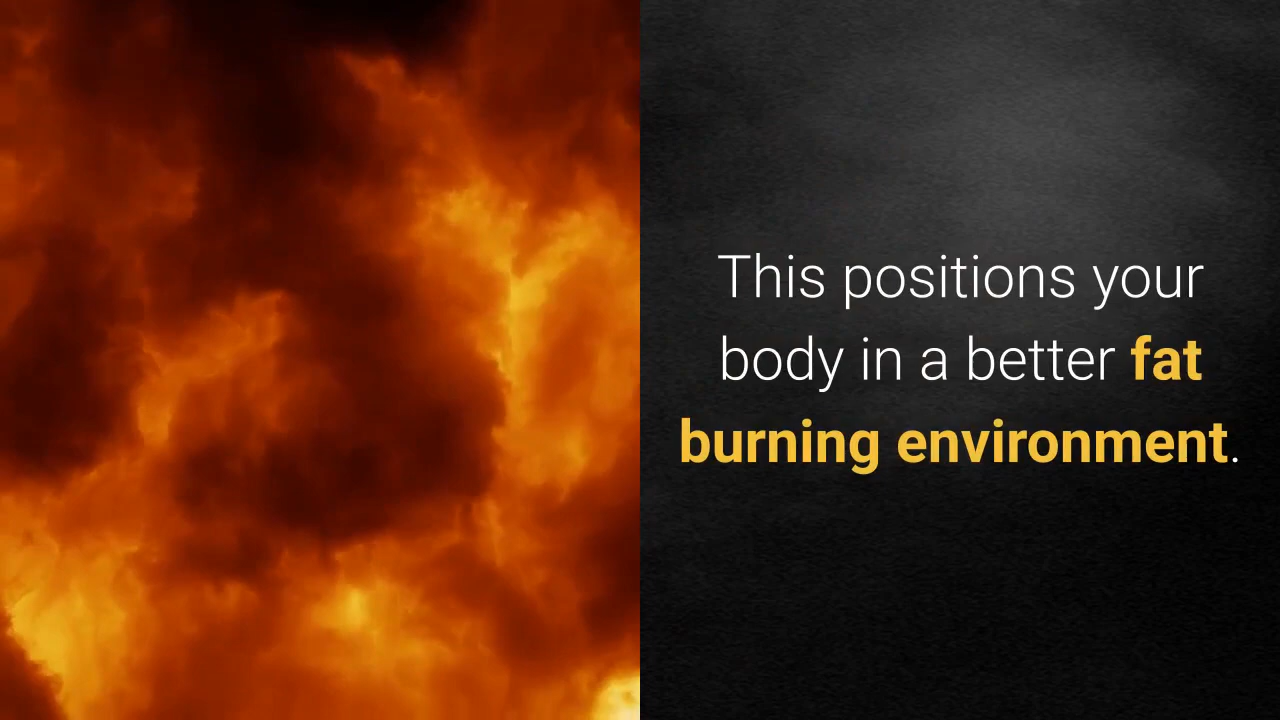 This positions your
body in a better fat
burning environment.